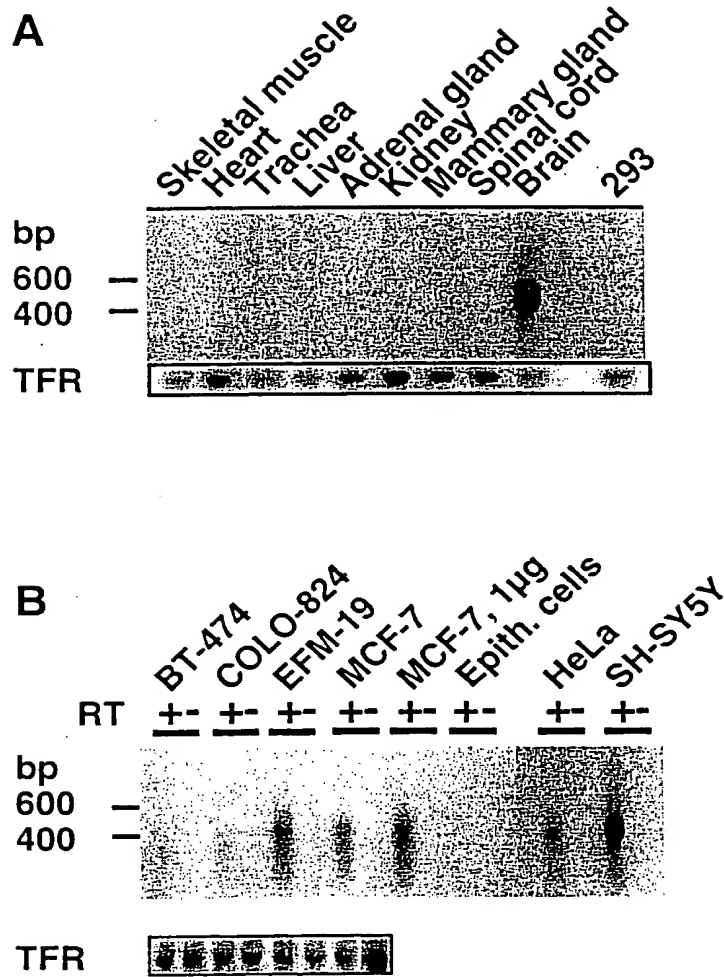 A
Skeletal muscle
Heart
Trachea
Liver
Adrenal gland
Kidney
Mammary gland
Spinal cord
Brain
293
bp
600
400
TFR
B
BT-474
COLO-824
EFM-19
MCF-7
MCF-7, 1µg
Epith. cells
HeLa
SH-SY5Y
RT +- +- +- +- +- +- +- +-
bp
600
400
TFR